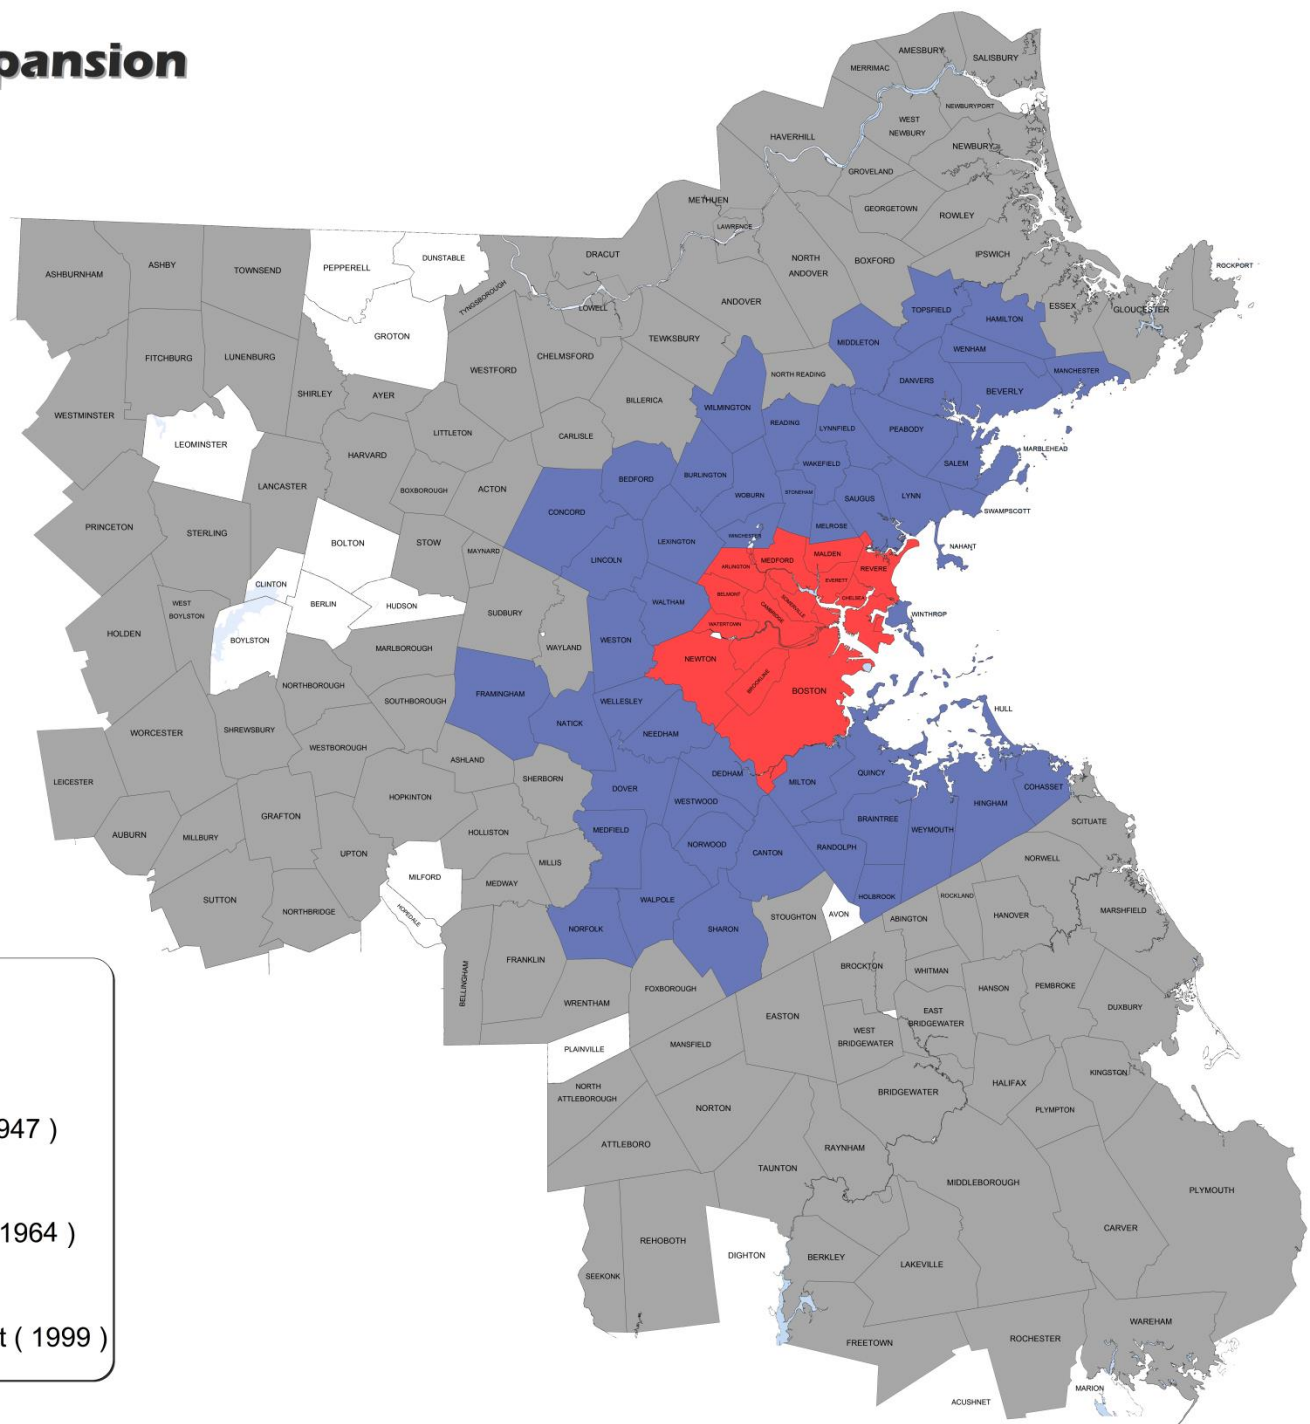 pansion
AMESBURY
SALISBURY
MERRIMAC
NEWBURYPORT
WEST
NEWBURY
HAVERHILL
NEWBURY
GROVELAND
METHUEN
GEORGETOWN
ROWLEY
LAWRENCE
DRACUT
NORTH
ANDOVER
BOXFORD
IPSWICH
ROCKPORT
ASHBURNHAM
ASHBY
TOWNSEND
PEPPERELL
DUNSTABLE
TYNGSBOROUGH
ANDOVER
ESSEX
GLOUCESTER
LOWELL
TOPSFIELD
HAMILTON
GROTON
TEWKSBURY
MIDDLETON
WENHAM
FITCHBURG
LUNENBURG
CHELMSFORD
WESTFORD
NORTH READING
DANVERS
MANCHESTER
SHIRLEY
AYER
BILLERICA
BEVERLY
WESTMINSTER
WILMINGTON
READING
LYNNFIELD
PEABODY
LITTLETON
CARLISLE
LEOMINSTER
HARVARD
MARBLEHEAD
WAKEFIELD
SALEM
BEDFORD
BURLINGTON
LANCASTER
BOXBOROUGH
ACTON
WOBURN
STONEHAM
SAUGUS
LYNN
CONCORD
SWAMPSCOTT
PRINCETON
STERLING
BOLTON
STOW
MAYNARD
LINCOLN
LEXINGTON
WINCHESTER
MELROSE
NAHANT
MEDFORD
MALDEN
ARLINGTON
REVERE
EVERETT
CLINTON
BERLIN
HUDSON
SUDBURY
WALTHAM
BELMONT
CAMBRIDGE
SOMERVILLE
CHELSEA
WINTHROP
WEST
BOYLSTON
WATERTOWN
HOLDEN
BOYLSTON
MARLBOROUGH
WAYLAND
WESTON
NEWTON
BROOKLINE
BOSTON
NORTHBOROUGH
SOUTHBOROUGH
FRAMINGHAM
WELLESLEY
HULL
WORCESTER
SHREWSBURY
WESTBOROUGH
NATICK
NEEDHAM
ASHLAND
SHERBORN
DEDHAM
MILTON
QUINCY
LEICESTER
HOPKINTON
DOVER
WESTWOOD
COHASSET
HINGHAM
GRAFTON
AUBURN
MILLBURY
HOLLISTON
MEDFIELD
BRAINTREE
WEYMOUTH
SCITUATE
UPTON
NORWOOD
CANTON
RANDOLPH
MILLIS
NORWELL
MILFORD
MEDWAY
SUTTON
NORTHBRIDGE
HOPEDALE
WALPOLE
HOLBROOK
ROCKLAND
NORFOLK
SHARON
STOUGHTON
AVON
ABINGTON
HANOVER
MARSHFIELD
BELLINGHAM
FRANKLIN
BROCKTON
WHITMAN
WRENTHAM
FOXBOROUGH
HANSON
PEMBROKE
DUXBURY
EASTON
EAST
BRIDGEWATER
WEST
BRIDGEWATER
PLAINVILLE
MANSFIELD
KINGSTON
NORTH
ATTLEBOROUGH
BRIDGEWATER
HALIFAX
NORTON
PLYMPTON
947 )
ATTLEBORO
RAYNHAM
TAUNTON
MIDDLEBOROUGH
PLYMOUTH
1964 )
REHOBOTH
DIGHTON
BERKLEY
LAKEVILLE
CARVER
SEEKONK
t ( 1999 )
FREETOWN
ROCHESTER
WAREHAM
MARION
ACUSHNET